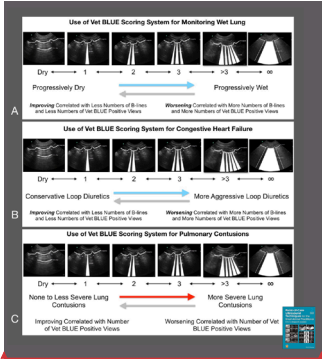 Use of Vet BLUE Scoring System for Monitoring Wet Lung
Dry 1 2 3 >3 ∞
Progressively Dry Progressively Wet
A
Improving Correlated with Less Numbers of B-lines Worsening Correlated with More Numbers of B-lines
and Less Numbers of Vet BLUE Positive Views and More Numbers of Vet BLUE Positive Views
Use of Vet BLUE Scoring System for Congestive Heart Failure
Dry 1 2 3 >3 ∞
Conservative Loop Diuretics More Aggressive Loop Diuretics
B
Improving Correlated with Less Numbers of B-lines Worsening Correlated with More Numbers of B-lines
and Less Numbers of Vet BLUE Positive Views and More Numbers of Vet BLUE Positive Views
Use of Vet BLUE Scoring System for Pulmonary Contusions
Dry 1 2 3 >3 ∞
None to Less Severe Lung More Severe Lung
Contusions Contusions
C
Improving Correlated with Number Worsening Correlated with Number of Vet
of Vet BLUE Positive Views BLUE Positive Views